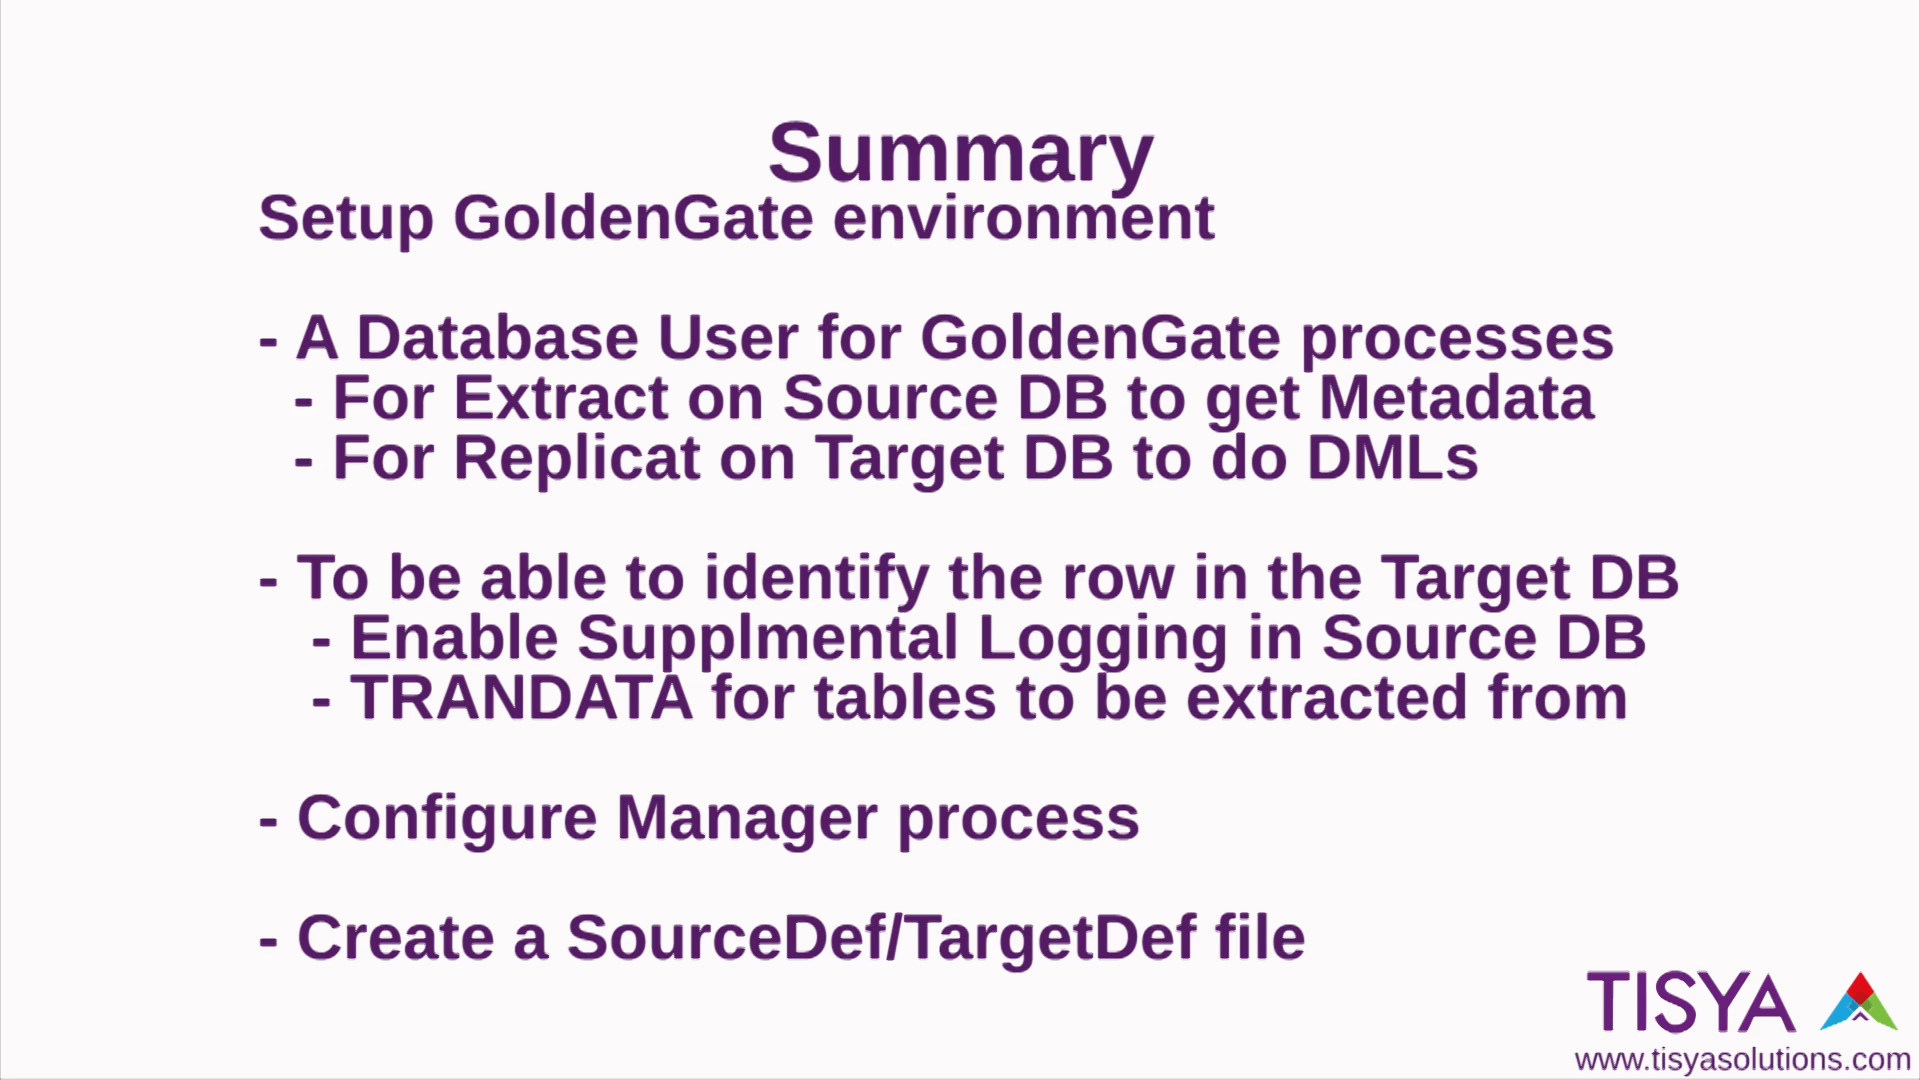 Summary
Setup GoldenGate environment
- A Database User for GoldenGate processes
- For Extract on Source DB to get Metadata
- For Replicat on Target DB to do DMLs
- To be able to identify the row in the Target DB
- Enable Supplmental Logging in Source DB
- TRANDATA for tables to be extracted from
- Configure Manager process
- Create a SourceDef/TargetDef file
TISYA
www.tisyasolutions.com